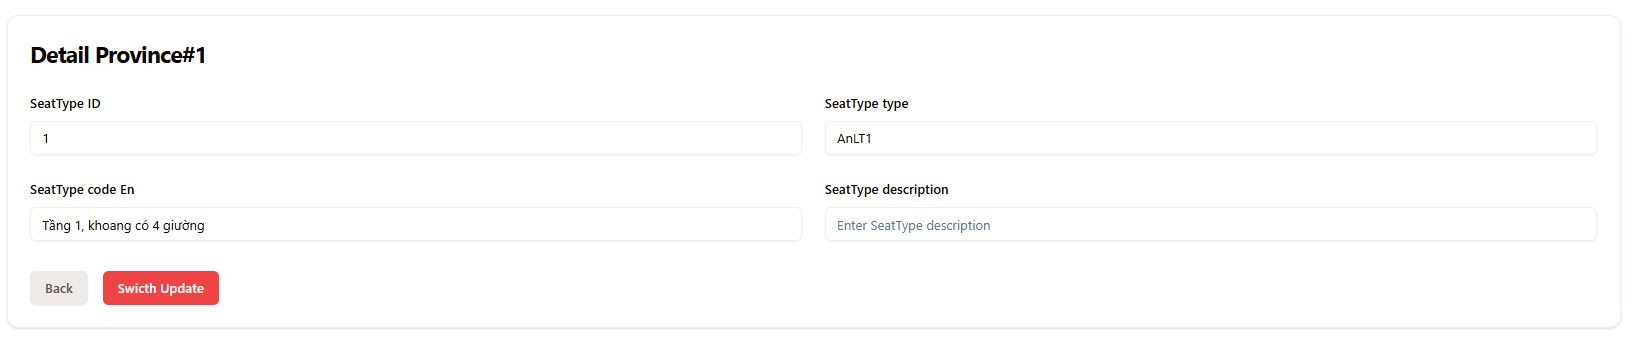 Detail Province#1
SeatType ID
SeatType type
1
AnLT1
SeatType code En
SeatType description
Tầng 1, khoang có 4 giường
Enter SeatType description
Back
Swicth Update